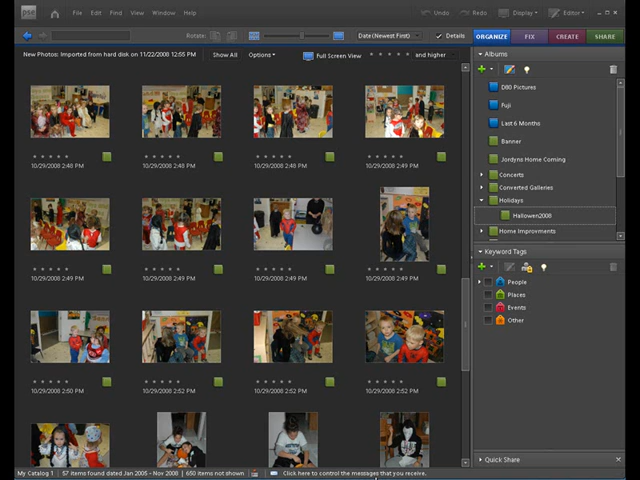 pse File Edit Find View Window Help Undo Redo Display Editor
Rotate: Date(Newest First) Details ORGANIZE FIX CREATE SHARE
New Photos: Imported from hard disk on 11/22/2008 12:55 PM Show All Options Full Screen View and higher
Albums
D80 Pictures
Fuji
Last 6 Months
Banner
Jordyns Home Coming
Concerts
Converted Galleries
Holidays
Hallowen2008
Home Improvments
10/29/2008 2:48 PM 10/29/2008 2:48 PM 10/29/2008 2:49 PM 10/29/2008 2:49 PM
Keyword Tags
People
Places
Events
Other
10/29/2008 2:49 PM 10/29/2008 2:49 PM 10/29/2008 2:49 PM 10/29/2008 2:49 PM
10/29/2008 2:50 PM 10/29/2008 2:52 PM 10/29/2008 2:52 PM 10/29/2008 2:52 PM
Quick Share
My Catalog 1 57 items found dated Jan 2005 - Nov 2008 650 items not shown Click here to control the messages that you receive.